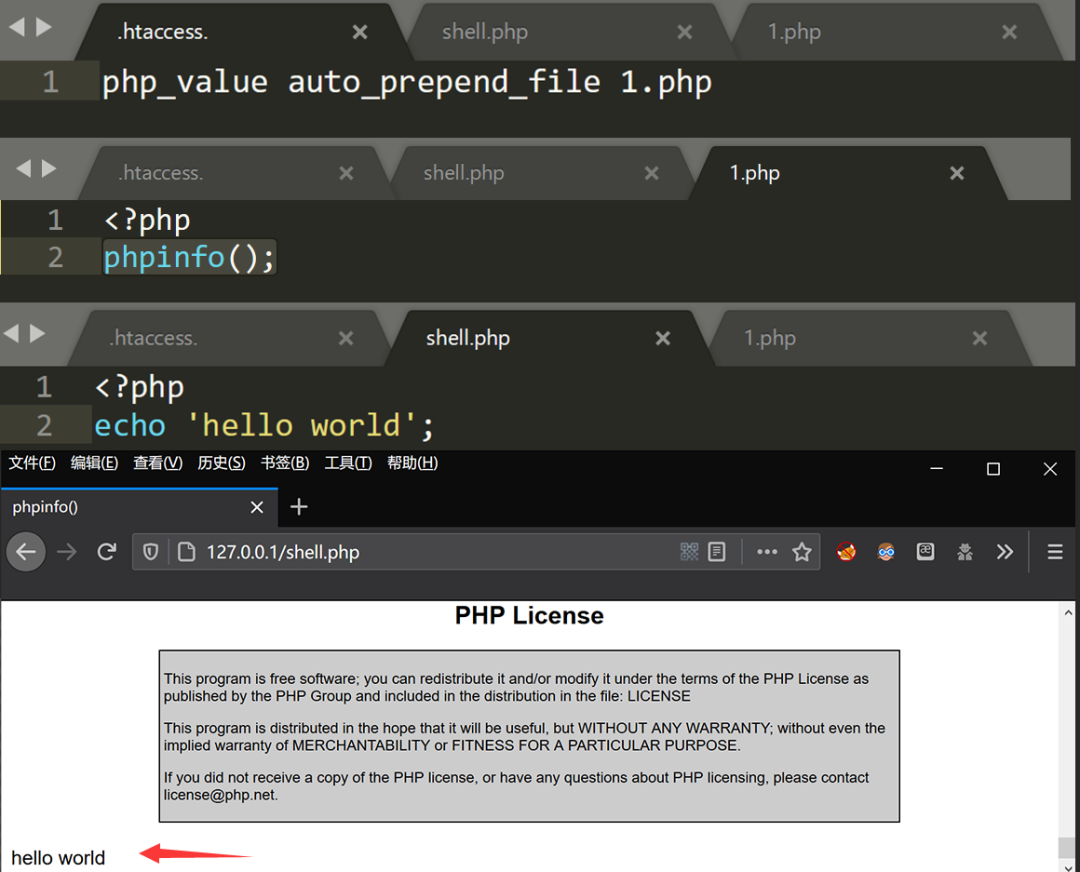 .htaccess. shell.php 1.php
1 php_value auto_prepend_file 1.php
.htaccess. shell.php 1.php
1 <?php
2 phpinfo();
.htaccess. shell.php 1.php
1 <?php
2 echo 'hello world';
文件(F) 编辑(E) 查看(V) 历史(S) 书签(B) 工具(T) 帮助(H)
phpinfo()
127.0.0.1/shell.php
PHP License
This program is free software; you can redistribute it and/or modify it under the terms of the PHP License as
published by the PHP Group and included in the distribution in the file: LICENSE
This program is distributed in the hope that it will be useful, but WITHOUT ANY WARRANTY; without even the
implied warranty of MERCHANTABILITY or FITNESS FOR A PARTICULAR PURPOSE.
If you did not receive a copy of the PHP license, or have any questions about PHP licensing, please contact
license@php.net.
hello world